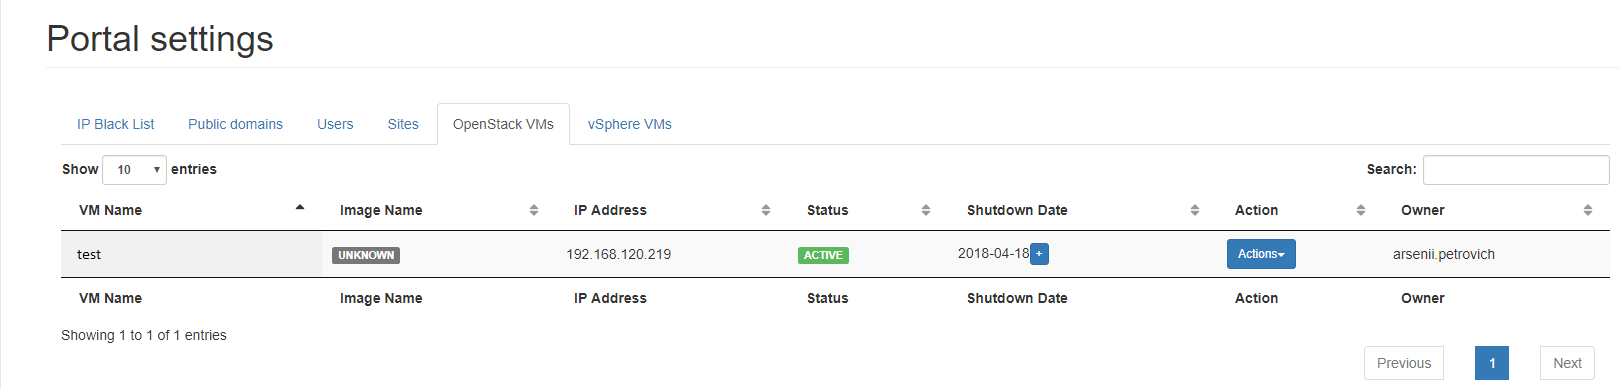 Portal settings
IP Black List Public domains Users Sites OpenStack VMs vSphere VMs
Show 10 entries Search:
VM Name Image Name IP Address Status Shutdown Date Action Owner
test UNKNOWN 192.168.120.219 ACTIVE 2018-04-18 + Actions arsenii.petrovich
VM Name Image Name IP Address Status Shutdown Date Action Owner
Showing 1 to 1 of 1 entries
Previous 1 Next